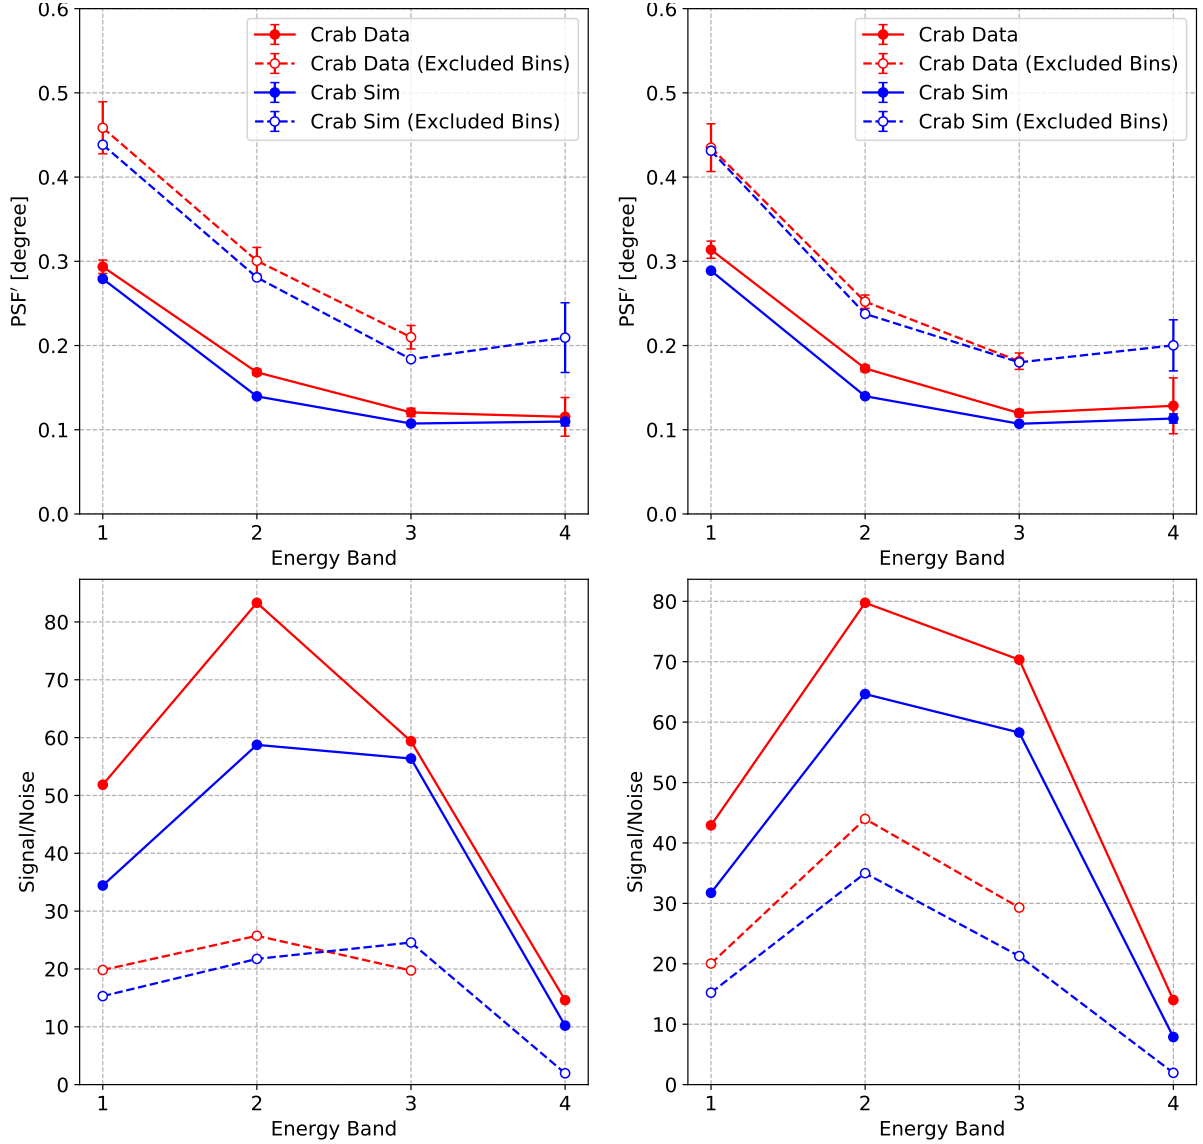 0.6
0.5
0.4
0.3
0.2
0.1
0.0
PSF′ [degree]
Crab Data
Crab Data (Excluded Bins)
Crab Sim
Crab Sim (Excluded Bins)
1 2 3 4
Energy Band
0.6
0.5
0.4
0.3
0.2
0.1
0.0
PSF′ [degree]
Crab Data
Crab Data (Excluded Bins)
Crab Sim
Crab Sim (Excluded Bins)
1 2 3 4
Energy Band
80
70
60
50
40
30
20
10
0
Signal/Noise
1 2 3 4
Energy Band
80
70
60
50
40
30
20
10
0
Signal/Noise
1 2 3 4
Energy Band